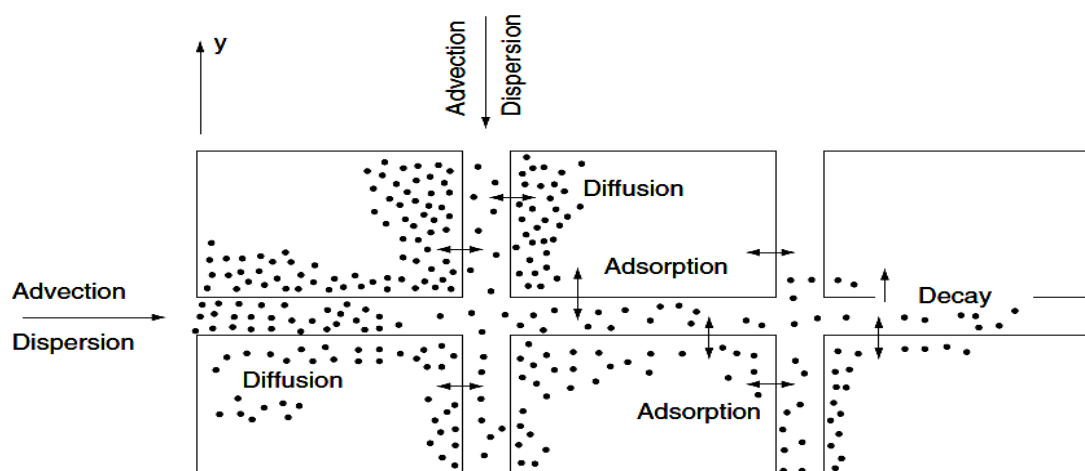 y
Advection
Dispersion
Diffusion
Adsorption
Advection
Dispersion
Decay
Diffusion
Adsorption